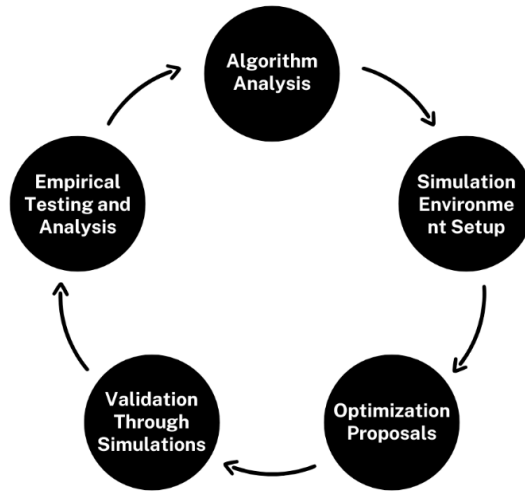 Algorithm
Analysis
Simulation
Environme
nt Setup
Optimization
Proposals
Validation
Through
Simulations
Empirical
Testing and
Analysis